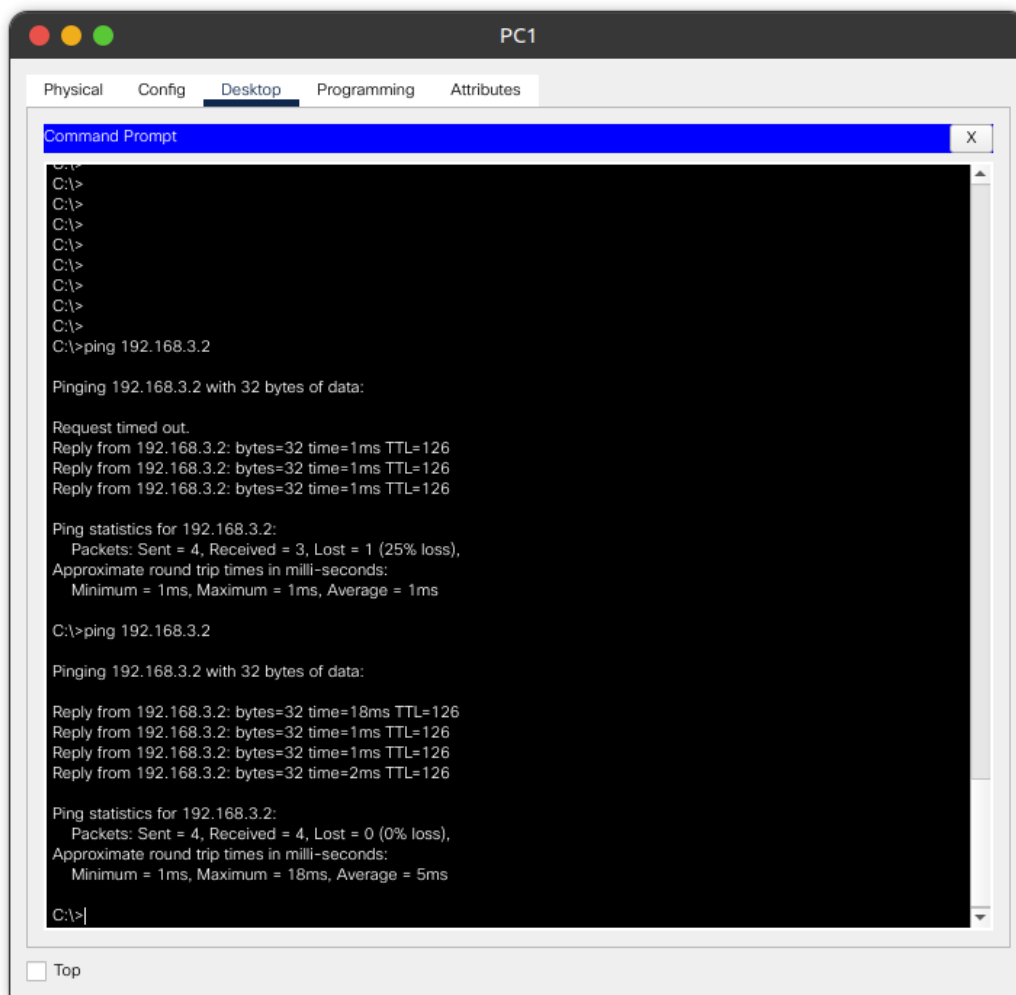 PC1
Physical Config Desktop Programming Attributes
Command Prompt X
C:\>
C:\>
C:\>
C:\>
C:\>
C:\>
C:\>
C:\>
C:\>
C:\>ping 192.168.3.2
Pinging 192.168.3.2 with 32 bytes of data:
Request timed out.
Reply from 192.168.3.2: bytes=32 time=1ms TTL=126
Reply from 192.168.3.2: bytes=32 time=1ms TTL=126
Reply from 192.168.3.2: bytes=32 time=1ms TTL=126
Ping statistics for 192.168.3.2:
Packets: Sent = 4, Received = 3, Lost = 1 (25% loss),
Approximate round trip times in milli-seconds:
Minimum = 1ms, Maximum = 1ms, Average = 1ms
C:\>ping 192.168.3.2
Pinging 192.168.3.2 with 32 bytes of data:
Reply from 192.168.3.2: bytes=32 time=18ms TTL=126
Reply from 192.168.3.2: bytes=32 time=1ms TTL=126
Reply from 192.168.3.2: bytes=32 time=1ms TTL=126
Reply from 192.168.3.2: bytes=32 time=2ms TTL=126
Ping statistics for 192.168.3.2:
Packets: Sent = 4, Received = 4, Lost = 0 (0% loss),
Approximate round trip times in milli-seconds:
Minimum = 1ms, Maximum = 18ms, Average = 5ms
C:\>
Top